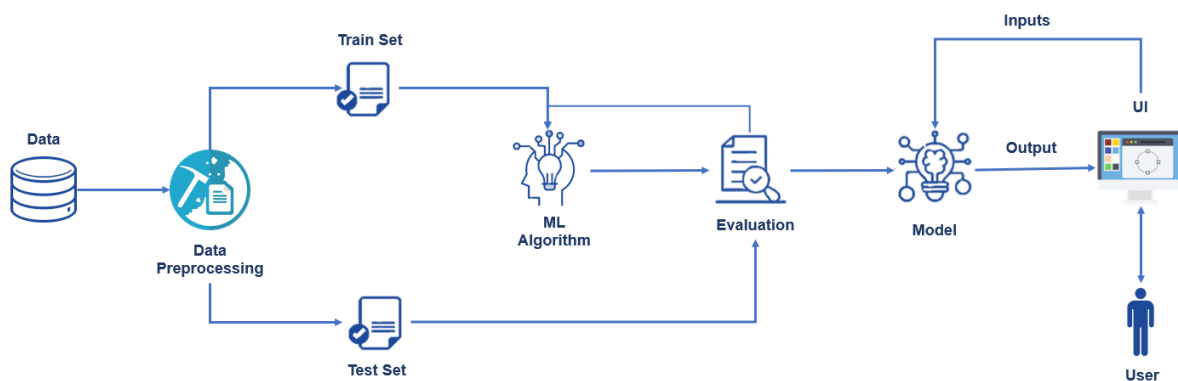 Inputs
Train Set
UI
Data
Output
ML
Algorithm
Evaluation
Model
Data
Preprocessing
Test Set
User